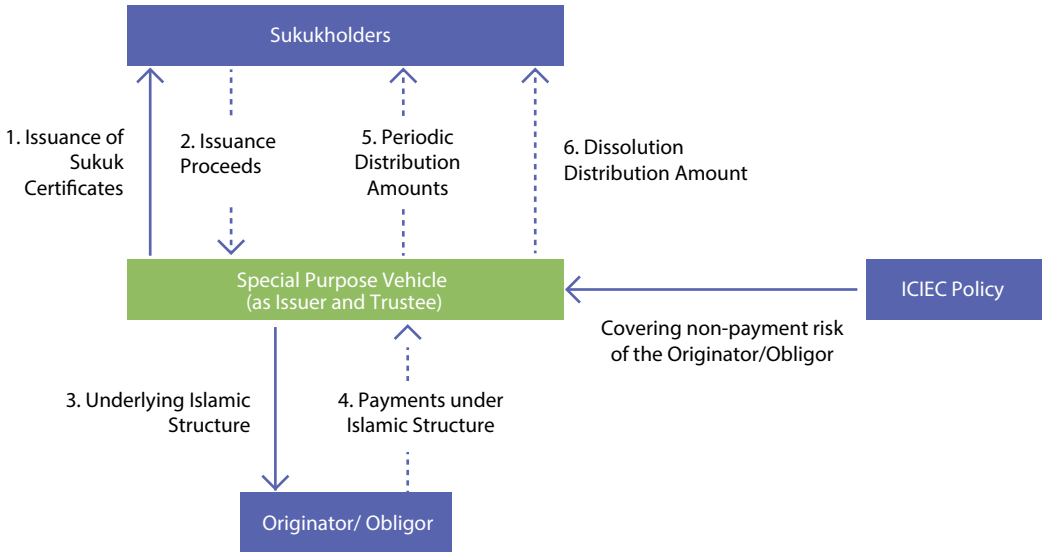 Sukukholders
1. Issuance of
Sukuk
Certificates
2. Issuance
Proceeds
5. Periodic
Distribution
Amounts
6. Dissolution
Distribution Amount
Special Purpose Vehicle
(as Issuer and Trustee)
ICIEC Policy
Covering non-payment risk
of the Originator/Obligor
3. Underlying Islamic
Structure
4. Payments under
Islamic Structure
Originator/ Obligor